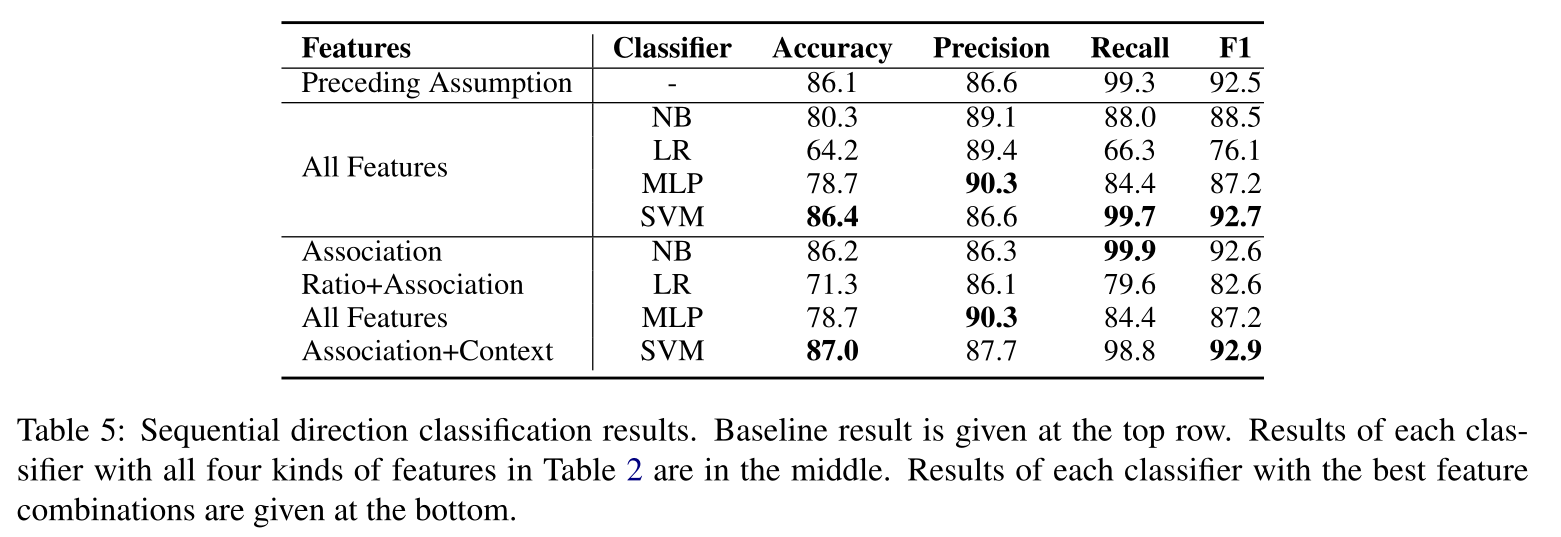 Features Classifier Accuracy Precision Recall F1
Preceding Assumption - 86.1 86.6 99.3 92.5
All Features NB 80.3 89.1 88.0 88.5
LR 64.2 89.4 66.3 76.1
MLP 78.7 90.3 84.4 87.2
SVM 86.4 86.6 99.7 92.7
Association NB 86.2 86.3 99.9 92.6
Ratio+Association LR 71.3 86.1 79.6 82.6
All Features MLP 78.7 90.3 84.4 87.2
Association+Context SVM 87.0 87.7 98.8 92.9
Table 5: Sequential direction classification results. Baseline result is given at the top row. Results of each clas-
sifier with all four kinds of features in Table 2 are in the middle. Results of each classifier with the best feature
combinations are given at the bottom.